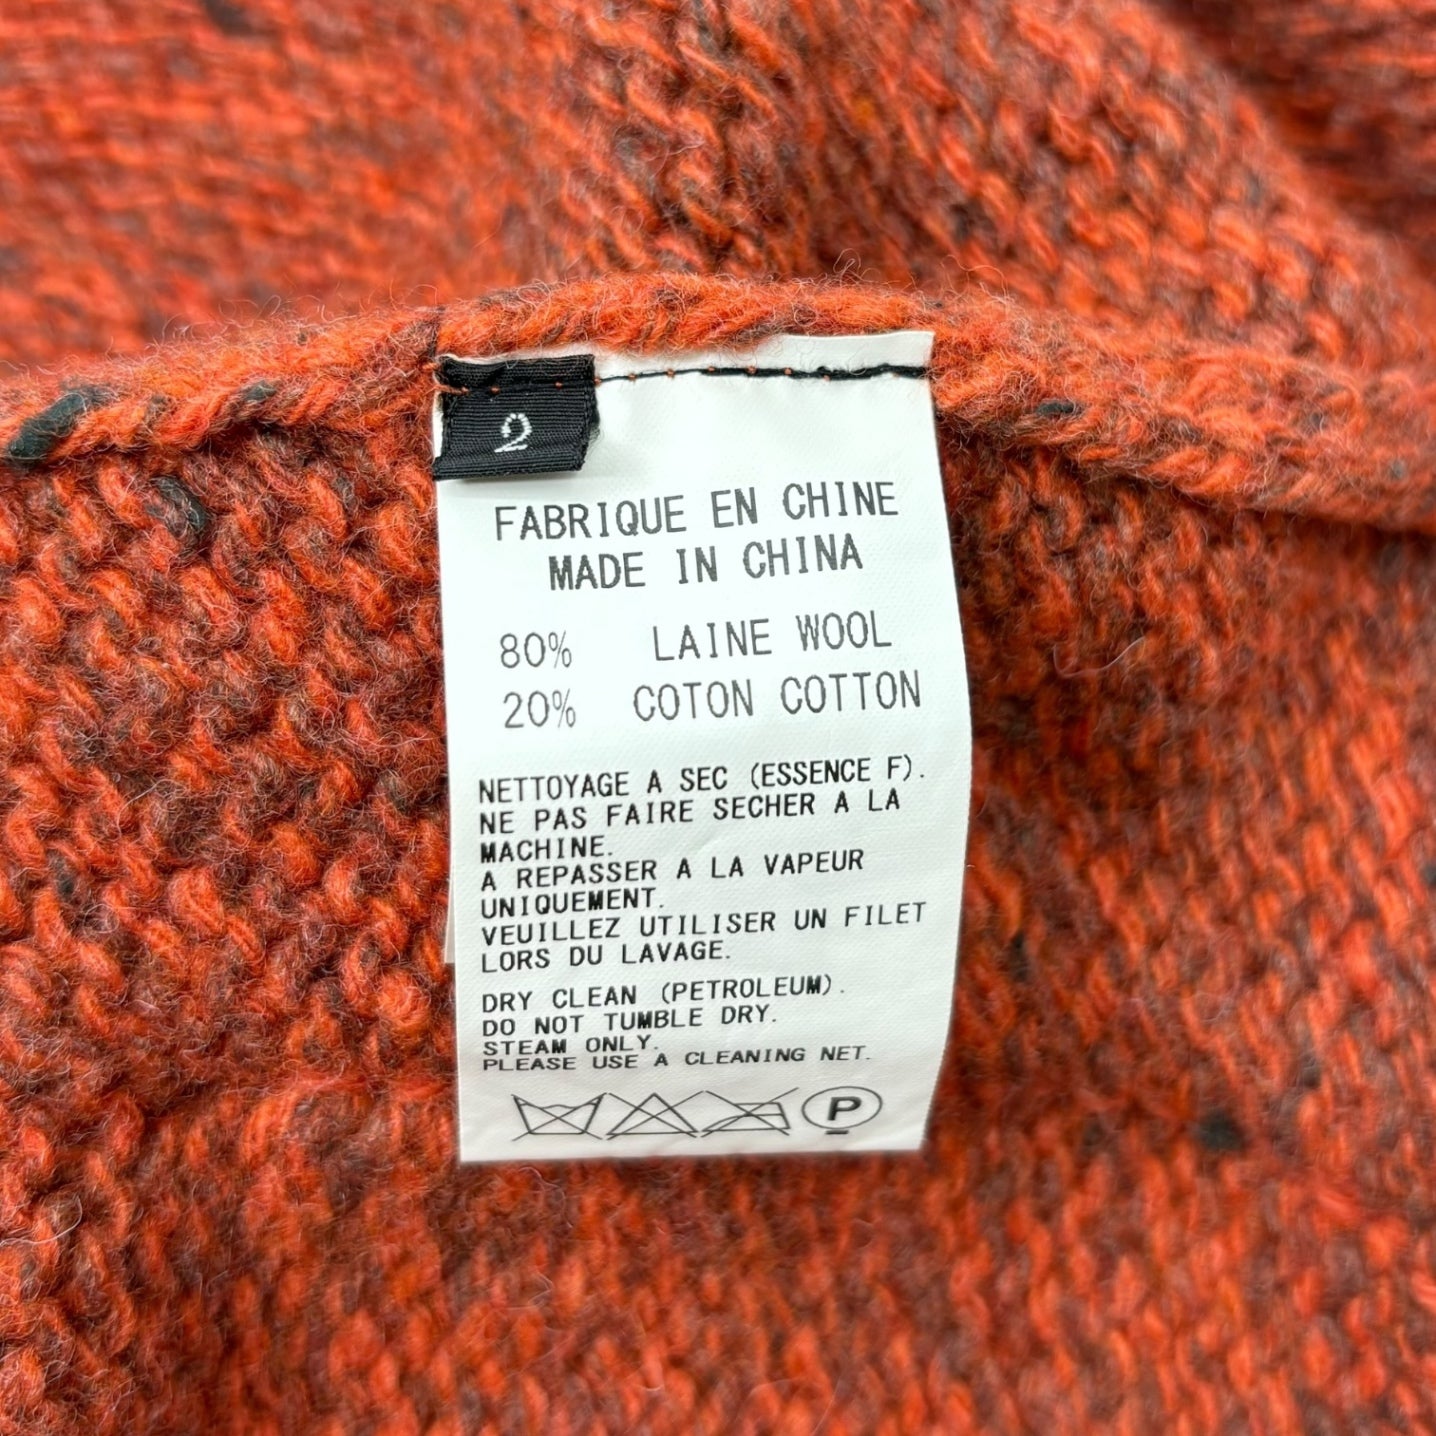 2
FABRIQUE EN CHINE
MADE IN CHINA
80% LAINE WOOL
20% COTON COTTON
NETTOYAGE A SEC (ESSENCE F).
NE PAS FAIRE SECHER A LA
MACHINE.
A REPASSER A LA VAPEUR
UNIQUEMENT.
VEUILLEZ UTILISER UN FILET
LORS DU LAVAGE.
DRY CLEAN (PETROLEUM).
DO NOT TUMBLE DRY.
STEAM ONLY.
PLEASE USE A CLEANING NET.
P